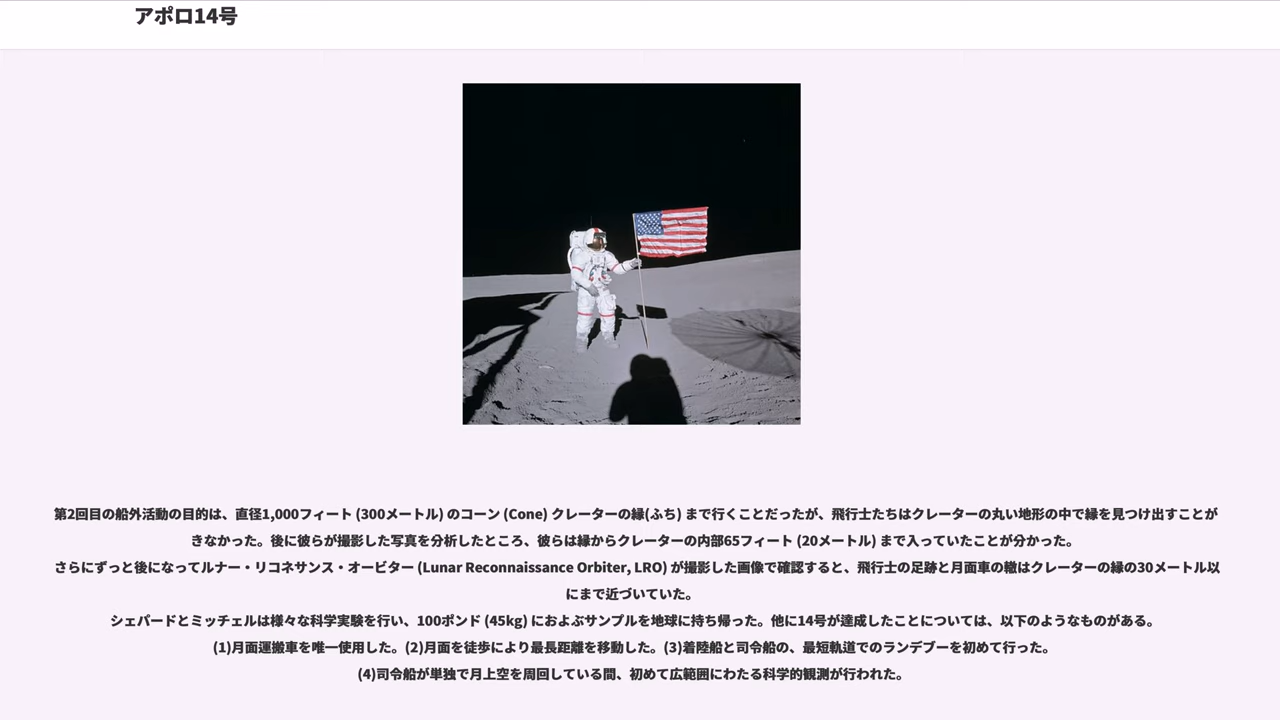 アポロ14号
第2回目の船外活動の目的は、直径1,000フィート (300メートル) のコーン (Cone) クレーターの縁(ふち) まで行くことだったが、飛行士たちはクレーターの丸い地形の中で縁を見つけ出すことが
きなかった。後に彼らが撮影した写真を分析したところ、彼らは縁からクレーターの内部65フィート (20メートル) まで入っていたことが分かった。
さらにずっと後になってルナー・リコネサンス・オービター (Lunar Reconnaissance Orbiter, LRO) が撮影した画像で確認すると、飛行士の足跡と月面車の轍はクレーターの縁の30メートル以
にまで近づいていた。
シェパードとミッチェルは様々な科学実験を行い、100ポンド (45kg) におよぶサンプルを地球に持ち帰った。他に14号が達成したことについては、以下のようなものがある。
(1)月面運搬車を唯一使用した。(2)月面を徒歩により最長距離を移動した。(3)着陸船と司令船の、最短軌道でのランデブーを初めて行った。
(4)司令船が単独で月上空を周回している間、初めて広範囲にわたる科学的観測が行われた。